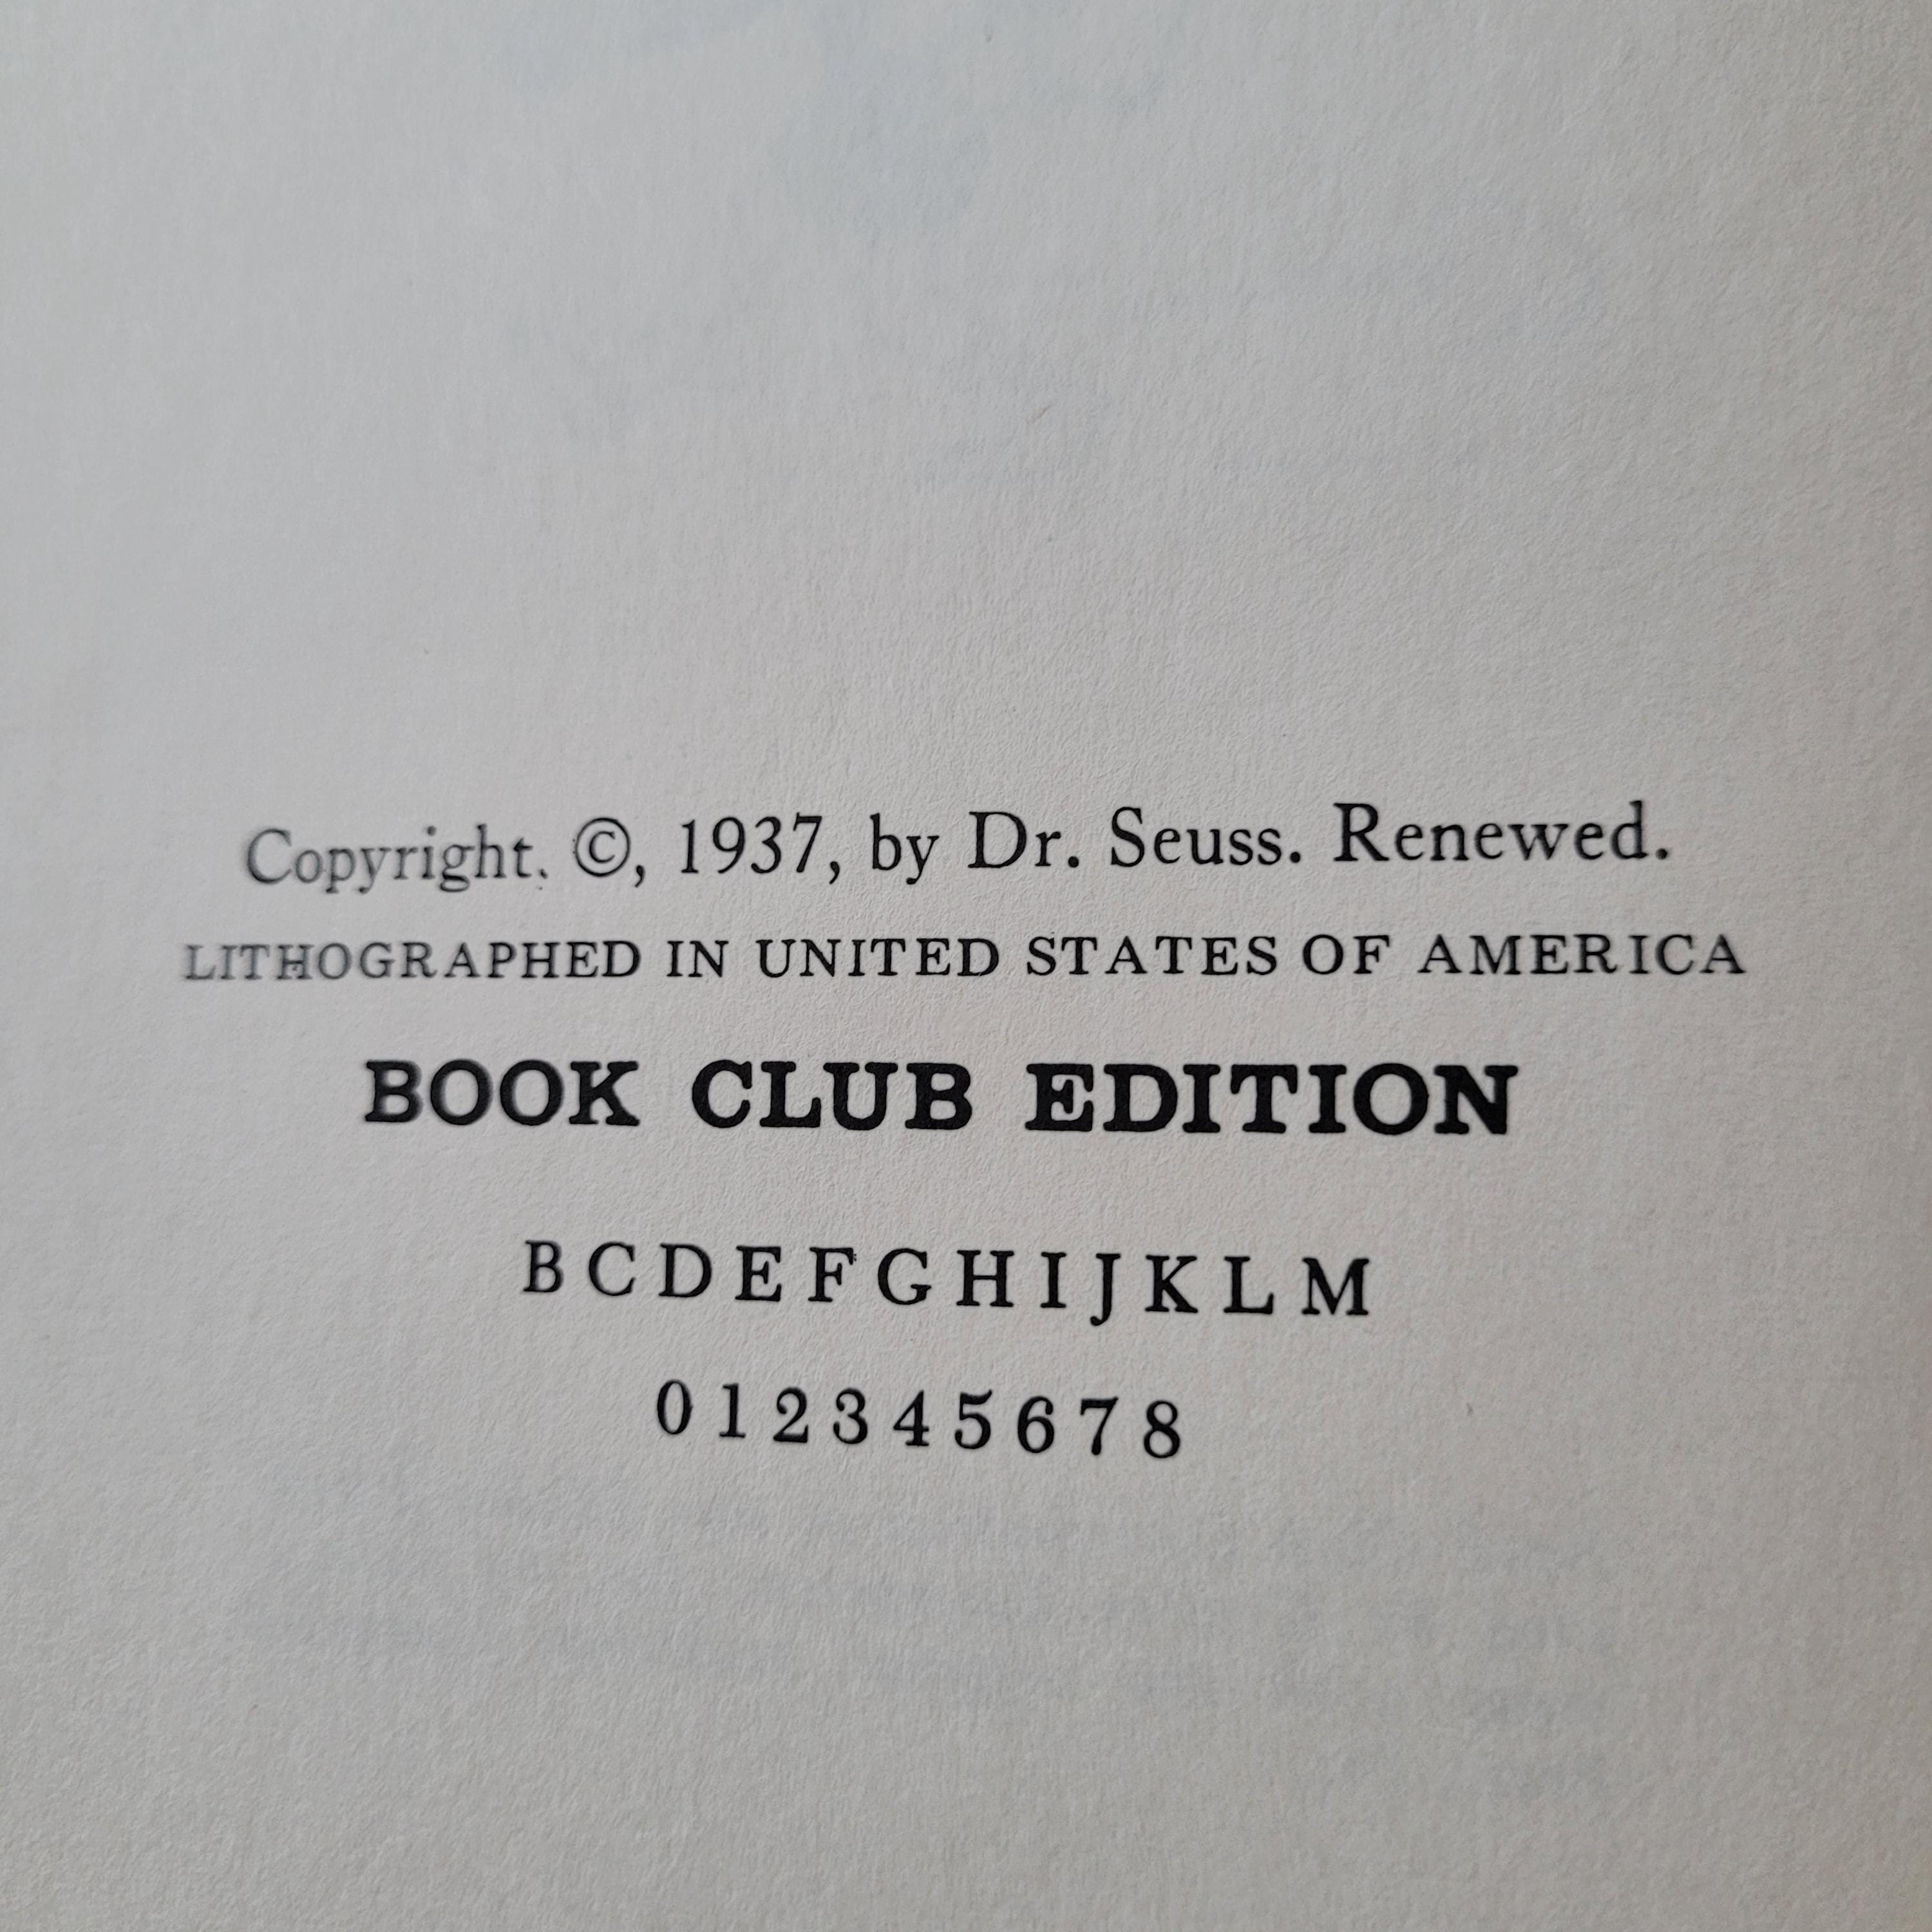 Copyright. ©, 1937, by Dr. Seuss. Renewed.
LITHOGRAPHED IN UNITED STATES OF AMERICA
BOOK CLUB EDITION
B C D E F G H I J K L M
0 1 2 3 4 5 6 7 8